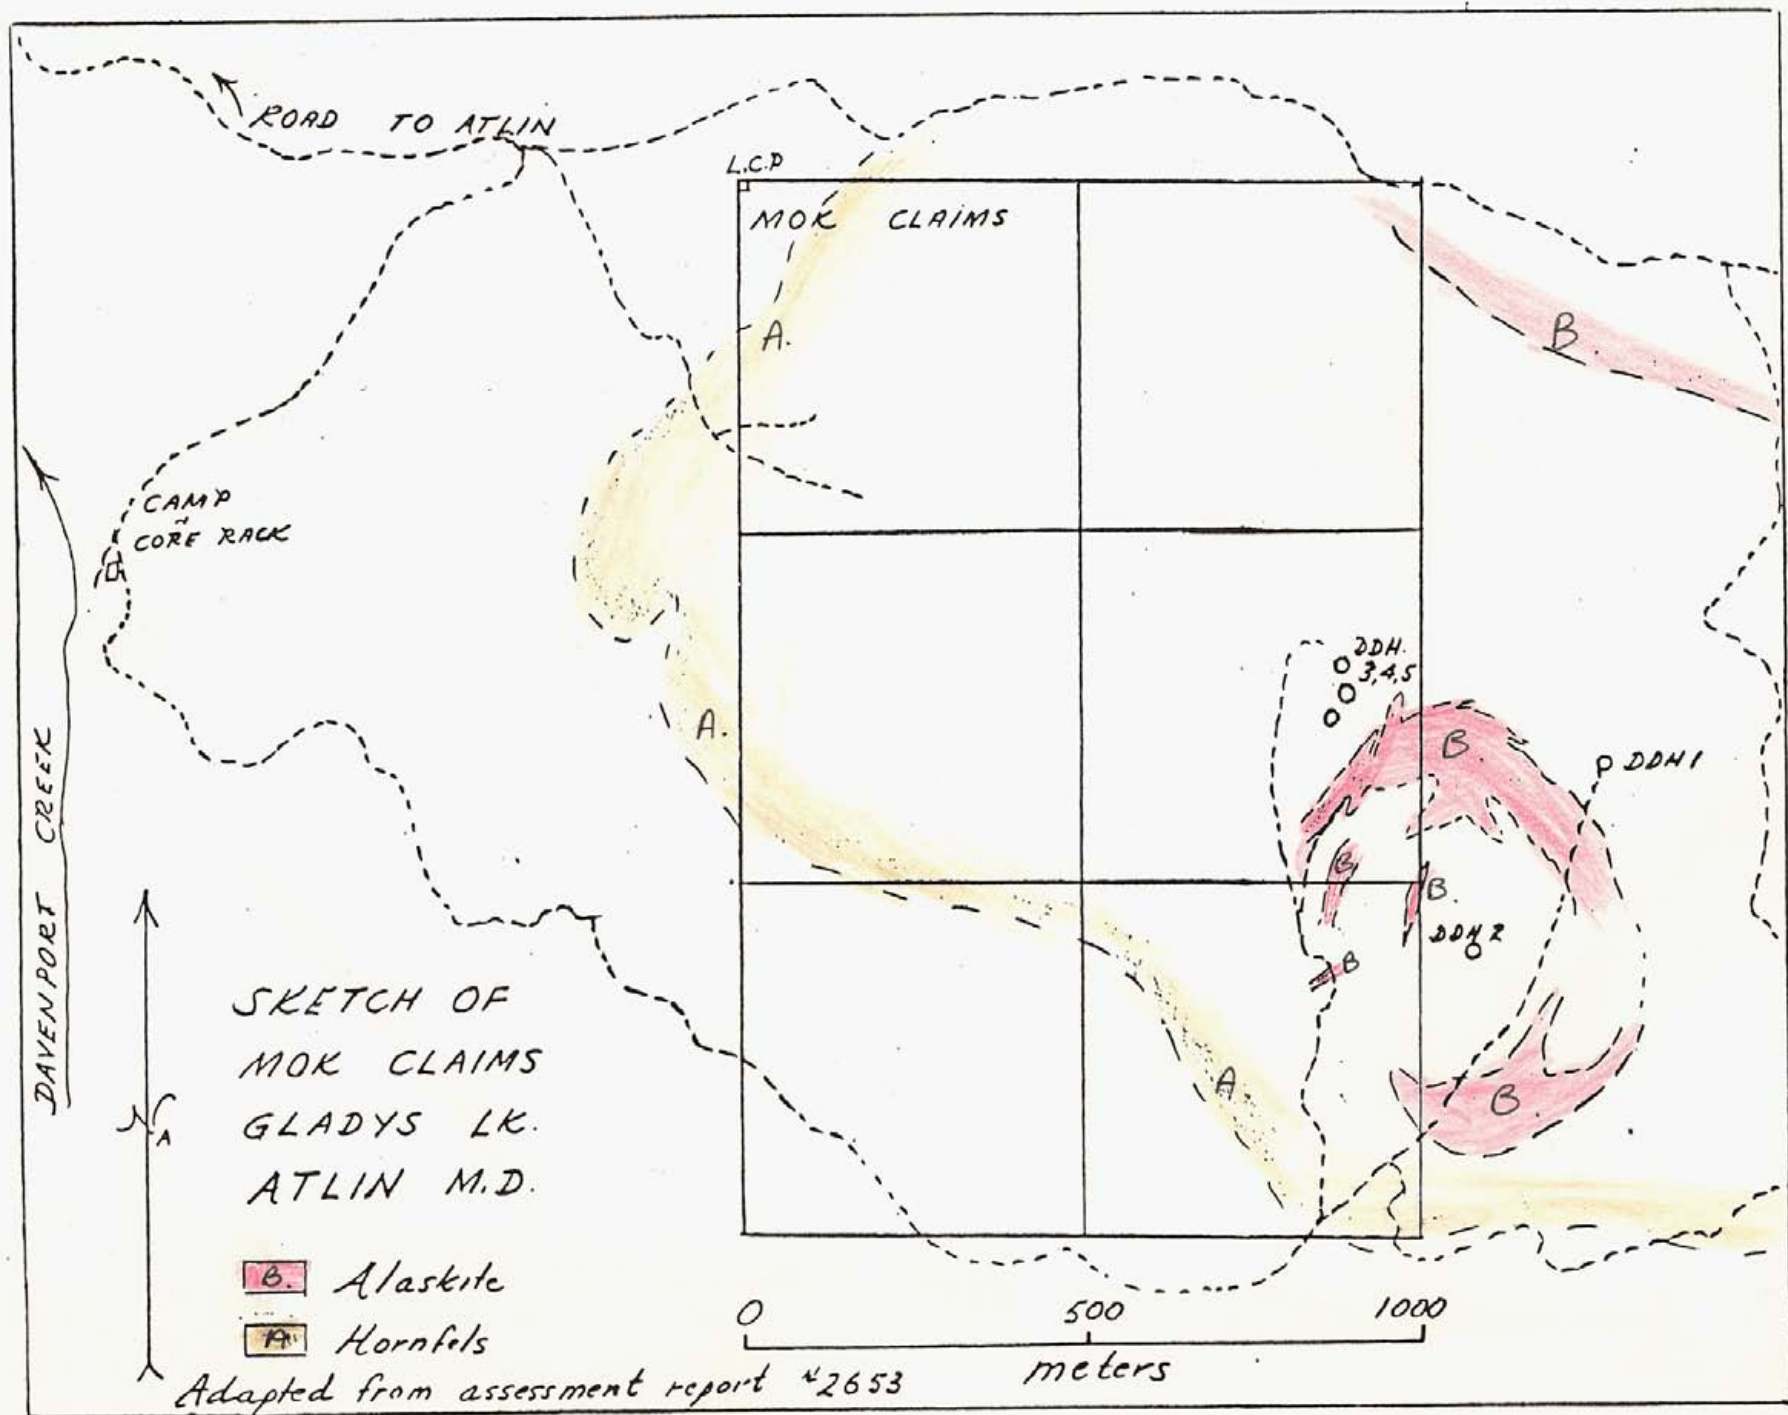 ROAD TO ATLIN
L.C.P
MOK CLAIMS
A.
B
CAMP
CORE RACK
DDH.
3,4,5
A.
B
DDH1
B
B
DDH2
B
DAVENPORT CREEK
SKETCH OF
MOK CLAIMS
GLADYS LK.
ATLIN M.D.
A
B
B. Alaskite
A Hornfels
0 500 1000
meters
Adapted from assessment report #2653